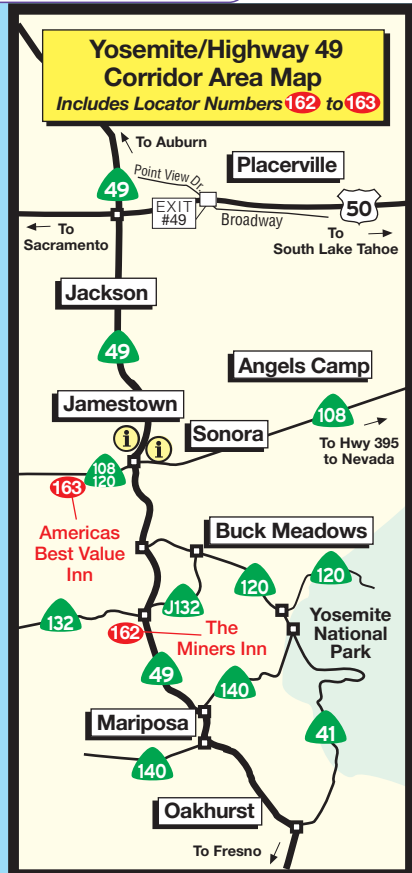 Yosemite/Highway 49
Corridor Area Map
Includes Locator Numbers 162 to 163
To Auburn
Placerville
Point View Dr.
49
EXIT
#49
Broadway
50
To
Sacramento
To
South Lake Tahoe
Jackson
49
Angels Camp
Jamestown
108
i
i
Sonora
To Hwy 395
to Nevada
108
120
163
Americas
Best Value
Inn
Buck Meadows
120
120
J132
132
162
The
Miners Inn
Yosemite
National
Park
49
140
Mariposa
41
140
Oakhurst
To Fresno